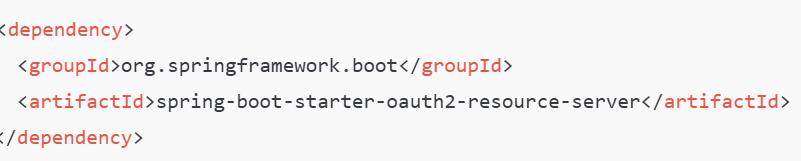 <dependency>
<groupId>org.springframework.boot</groupId>
<artifactId>spring-boot-starter-oauth2-resource-server</artifactId>
</dependency>